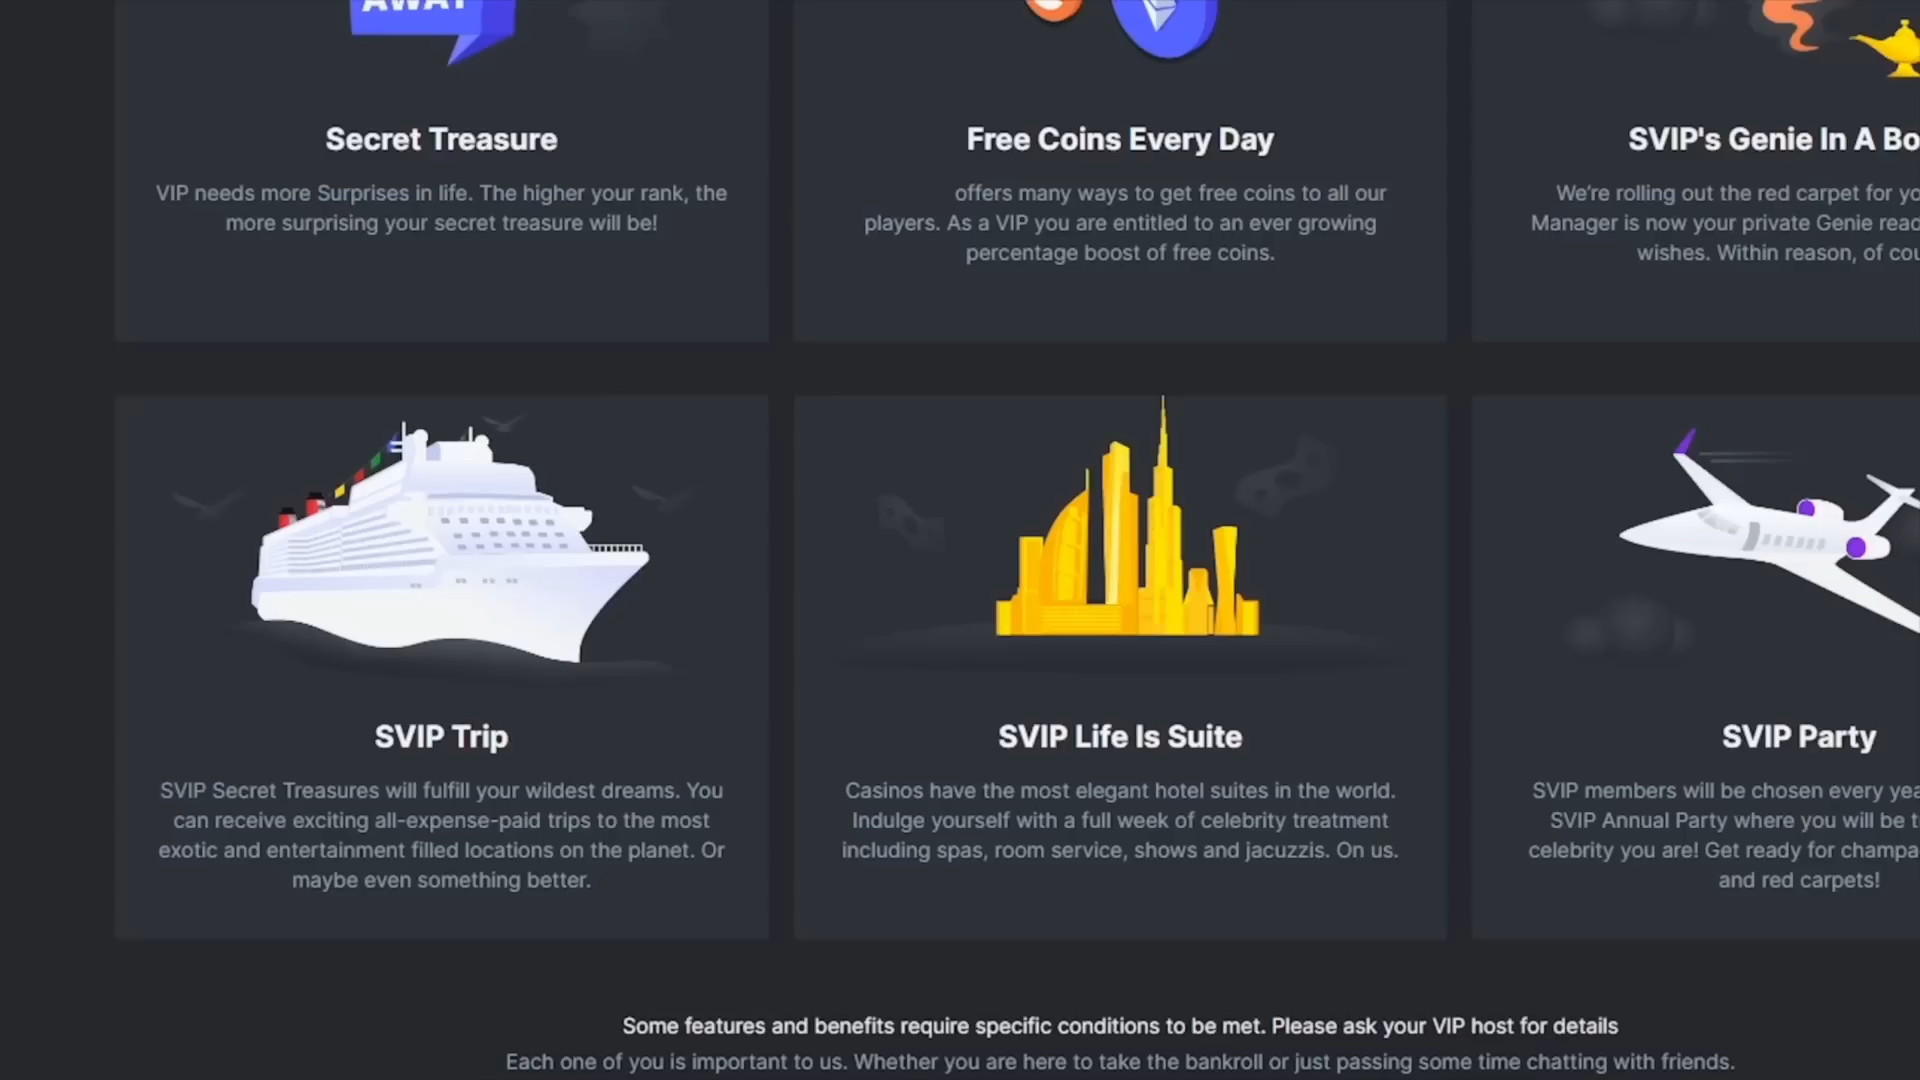 AWAY
Secret Treasure
VIP needs more Surprises in life. The higher your rank, the
more surprising your secret treasure will be!
Free Coins Every Day
offers many ways to get free coins to all our
players. As a VIP you are entitled to an ever growing
percentage boost of free coins.
SVIP's Genie In A Bo
We're rolling out the red carpet for yo
Manager is now your private Genie read
wishes. Within reason, of cou
SVIP Trip
SVIP Secret Treasures will fulfill your wildest dreams. You
can receive exciting all-expense-paid trips to the most
exotic and entertainment filled locations on the planet. Or
maybe even something better.
SVIP Life Is Suite
Casinos have the most elegant hotel suites in the world.
Indulge yourself with a full week of celebrity treatment
including spas, room service, shows and jacuzzis. On us.
SVIP Party
SVIP members will be chosen every yea
SVIP Annual Party where you will be t
celebrity you are! Get ready for champa
and red carpets!
Some features and benefits require specific conditions to be met. Please ask your VIP host for details
Each one of you is important to us. Whether you are here to take the bankroll or just passing some time chatting with friends.